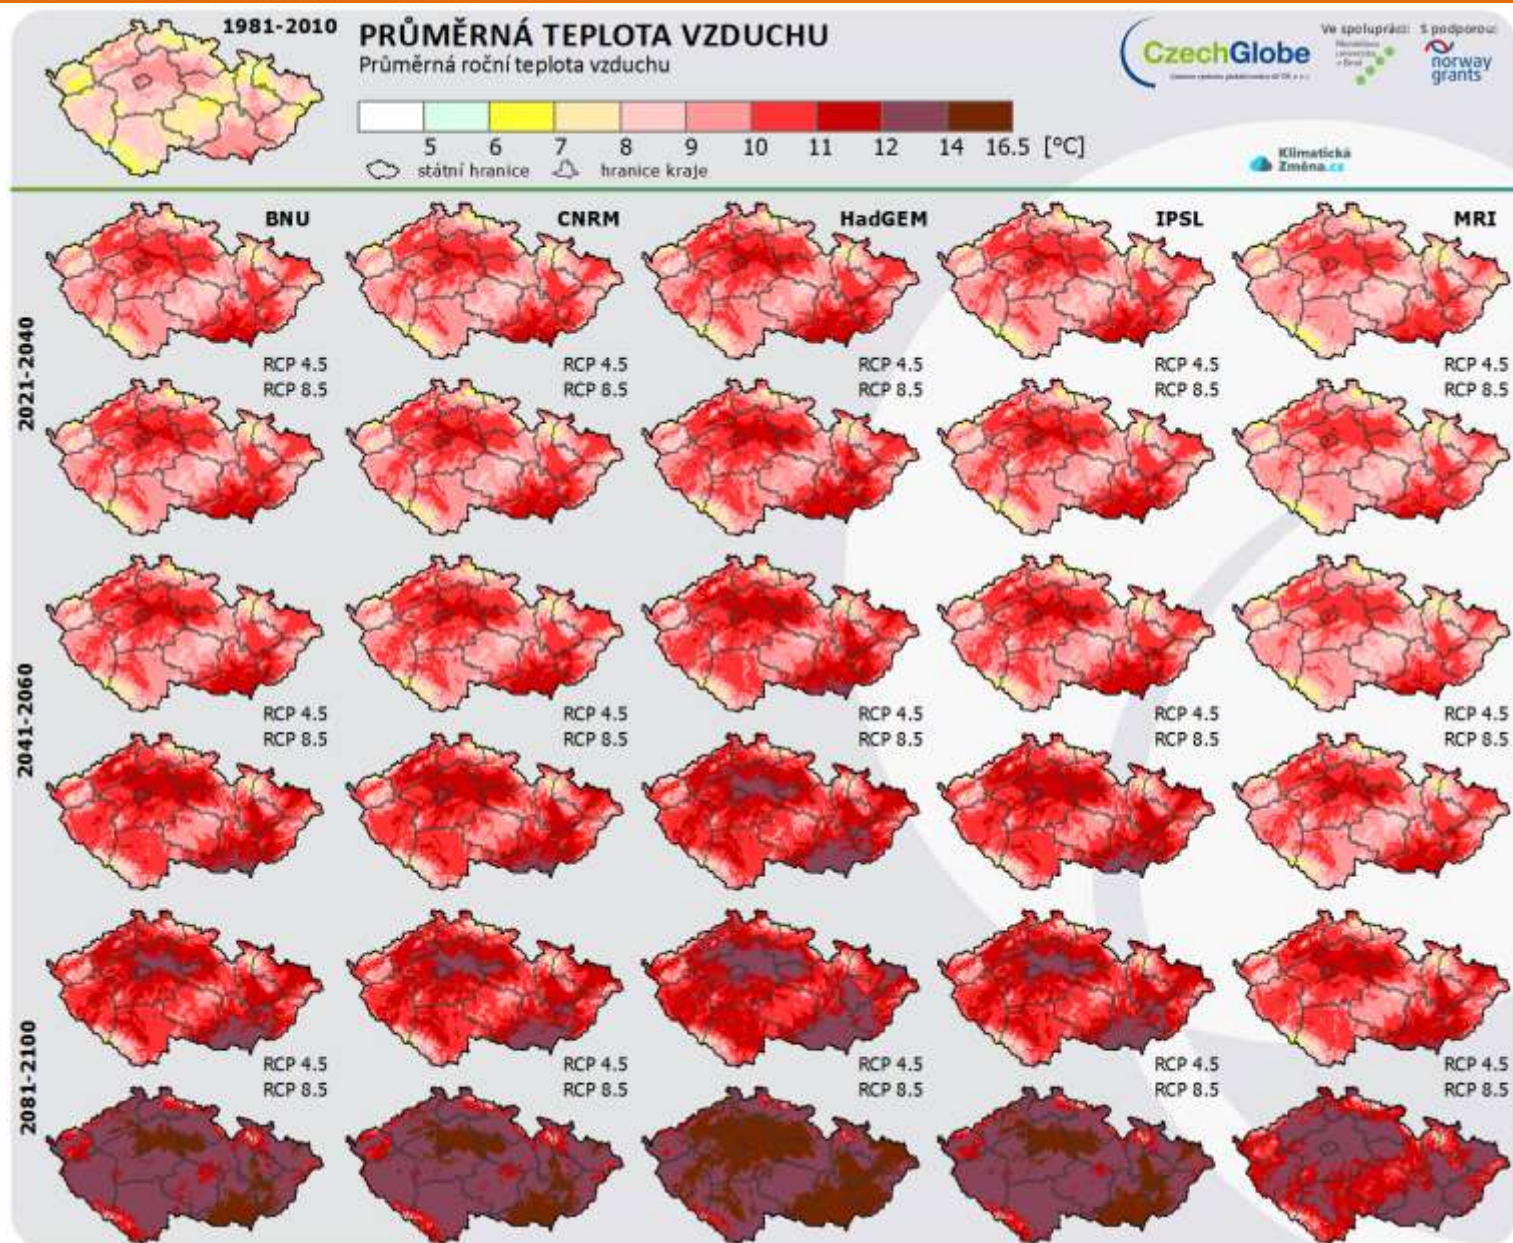 1981-2010
PRŮMĚRNÁ TEPLOTA VZDUCHU
Průměrná roční teplota vzduchu
5 6 7 8 9 10 11 12 14 16.5 [°C]
státní hranice hranice kraje
CzechGlobe
Ve spolupráci:
S podporou:
norway
grants
Klimatická
Změna.cz
BNU CNRM HadGEM IPSL MRI
2021-2040
RCP 4.5 RCP 4.5 RCP 4.5 RCP 4.5 RCP 4.5
RCP 8.5 RCP 8.5 RCP 8.5 RCP 8.5 RCP 8.5
2041-2060
RCP 4.5 RCP 4.5 RCP 4.5 RCP 4.5 RCP 4.5
RCP 8.5 RCP 8.5 RCP 8.5 RCP 8.5 RCP 8.5
2081-2100
RCP 4.5 RCP 4.5 RCP 4.5 RCP 4.5 RCP 4.5
RCP 8.5 RCP 8.5 RCP 8.5 RCP 8.5 RCP 8.5